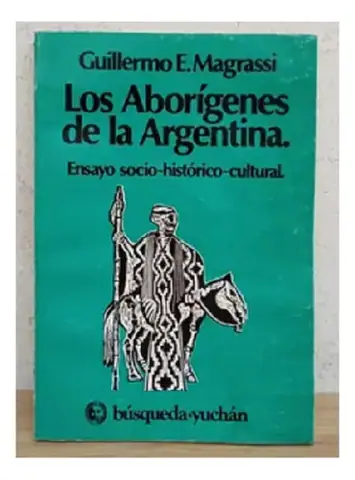 Guillermo E. Magrassi
Los Aborígenes
de la Argentina.
Ensayo socio-histórico-cultural.
búsqueda-yuchán